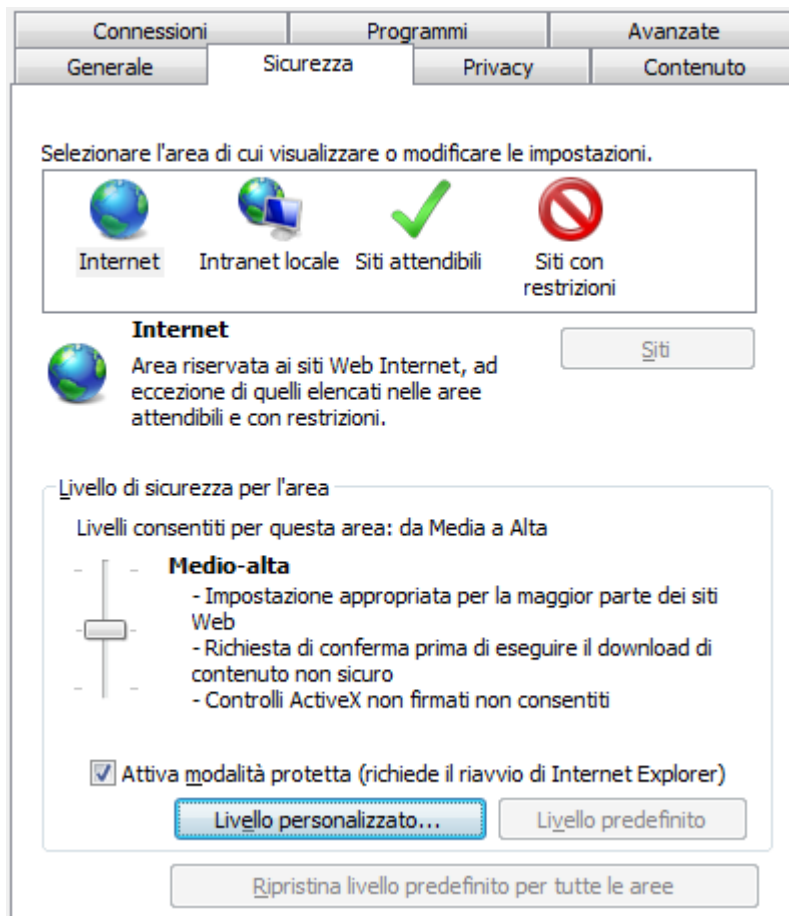 Connessioni Programmi Avanzate
Generale Sicurezza Privacy Contenuto
Selezionare l'area di cui visualizzare o modificare le impostazioni.
Internet Intranet locale Siti attendibili Siti con
restrizioni
Internet
Siti
Area riservata ai siti Web Internet, ad
eccezione di quelli elencati nelle aree
attendibili e con restrizioni.
Livello di sicurezza per l'area
Livelli consentiti per questa area: da Media a Alta
Medio-alta
- Impostazione appropriata per la maggior parte dei siti
Web
- Richiesta di conferma prima di eseguire il download di
contenuto non sicuro
- Controlli ActiveX non firmati non consentiti
Attiva modalità protetta (richiede il riavvio di Internet Explorer)
Livello personalizzato... Livello predefinito
Ripristina livello predefinito per tutte le aree